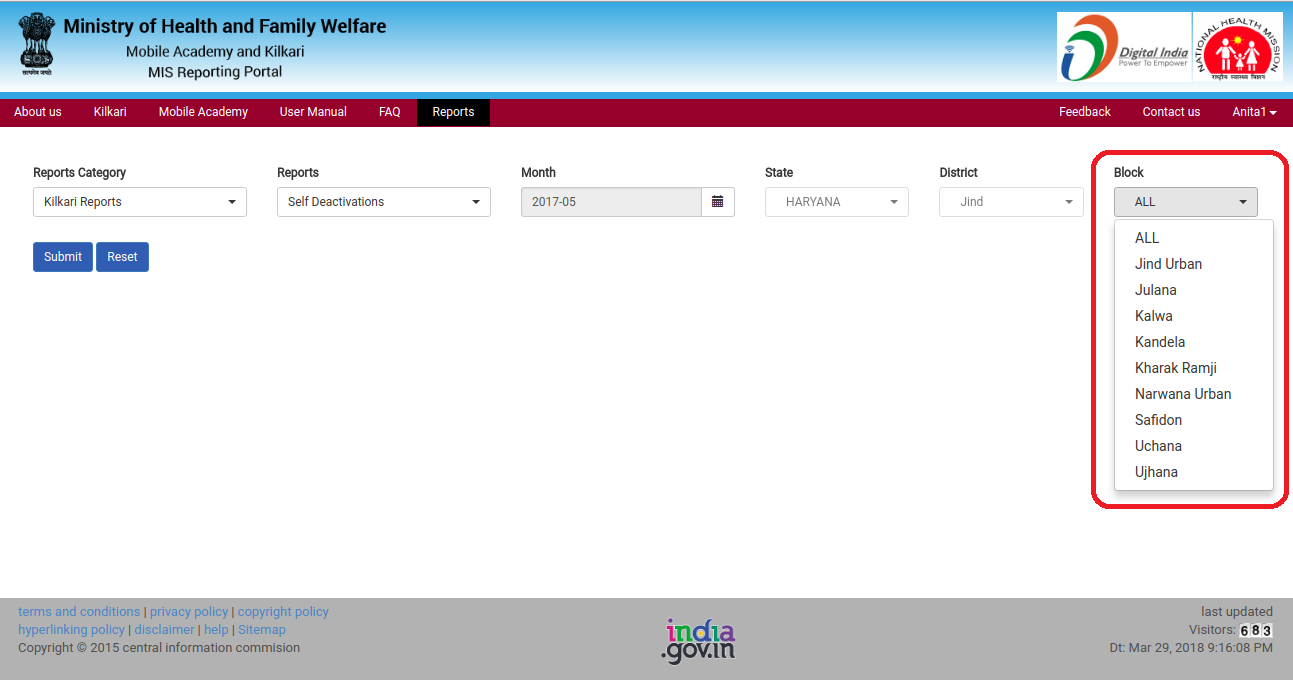 Ministry of Health and Family Welfare
Mobile Academy and Kilkari
MIS Reporting Portal
सत्यमेव जयते
Digital India
Power To Empower
NATIONAL HEALTH MISSION
राष्ट्रीय स्वास्थ्य मिशन
About us Kilkari Mobile Academy User Manual FAQ Reports Feedback Contact us Anita1
Reports Category Reports Month State District Block
Kilkari Reports Self Deactivations 2017-05 HARYANA Jind ALL
ALL
Jind Urban
Julana
Kalwa
Kandela
Kharak Ramji
Narwana Urban
Safidon
Uchana
Ujhana
Submit Reset
terms and conditions | privacy policy | copyright policy
hyperlinking policy | disclaimer | help | Sitemap
Copyright © 2015 central information commision
india
.gov.in
last updated
Visitors: 683
Dt: Mar 29, 2018 9:16:08 PM